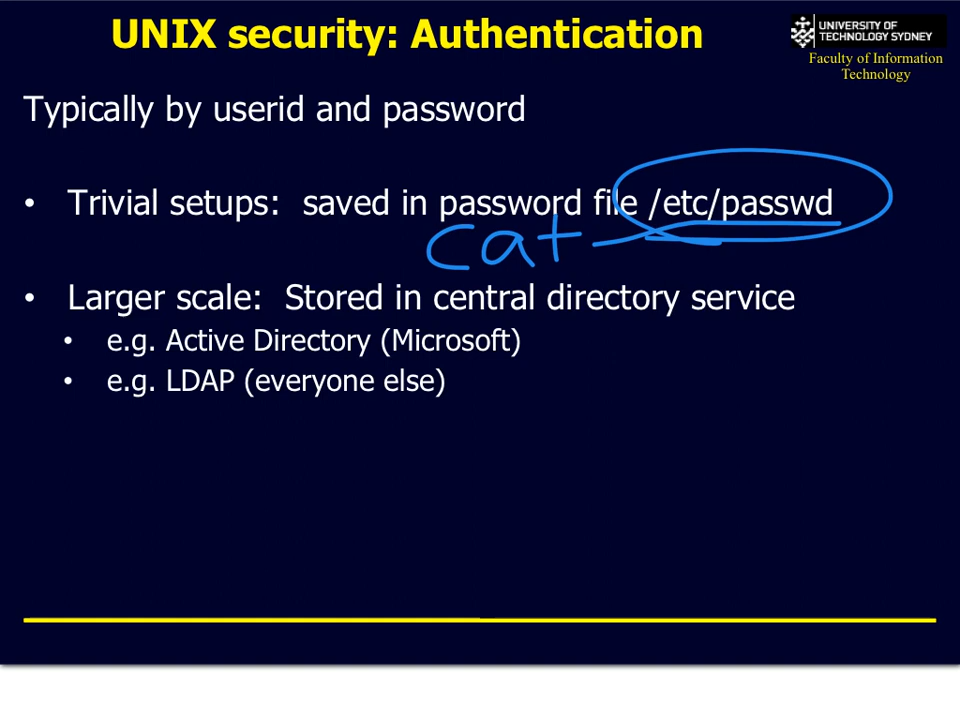 UNIX security: Authentication
UNIVERSITY OF
TECHNOLOGY SYDNEY
Faculty of Information
Technology
Typically by userid and password
• Trivial setups: saved in password file /etc/passwd
cat
• Larger scale: Stored in central directory service
• e.g. Active Directory (Microsoft)
• e.g. LDAP (everyone else)